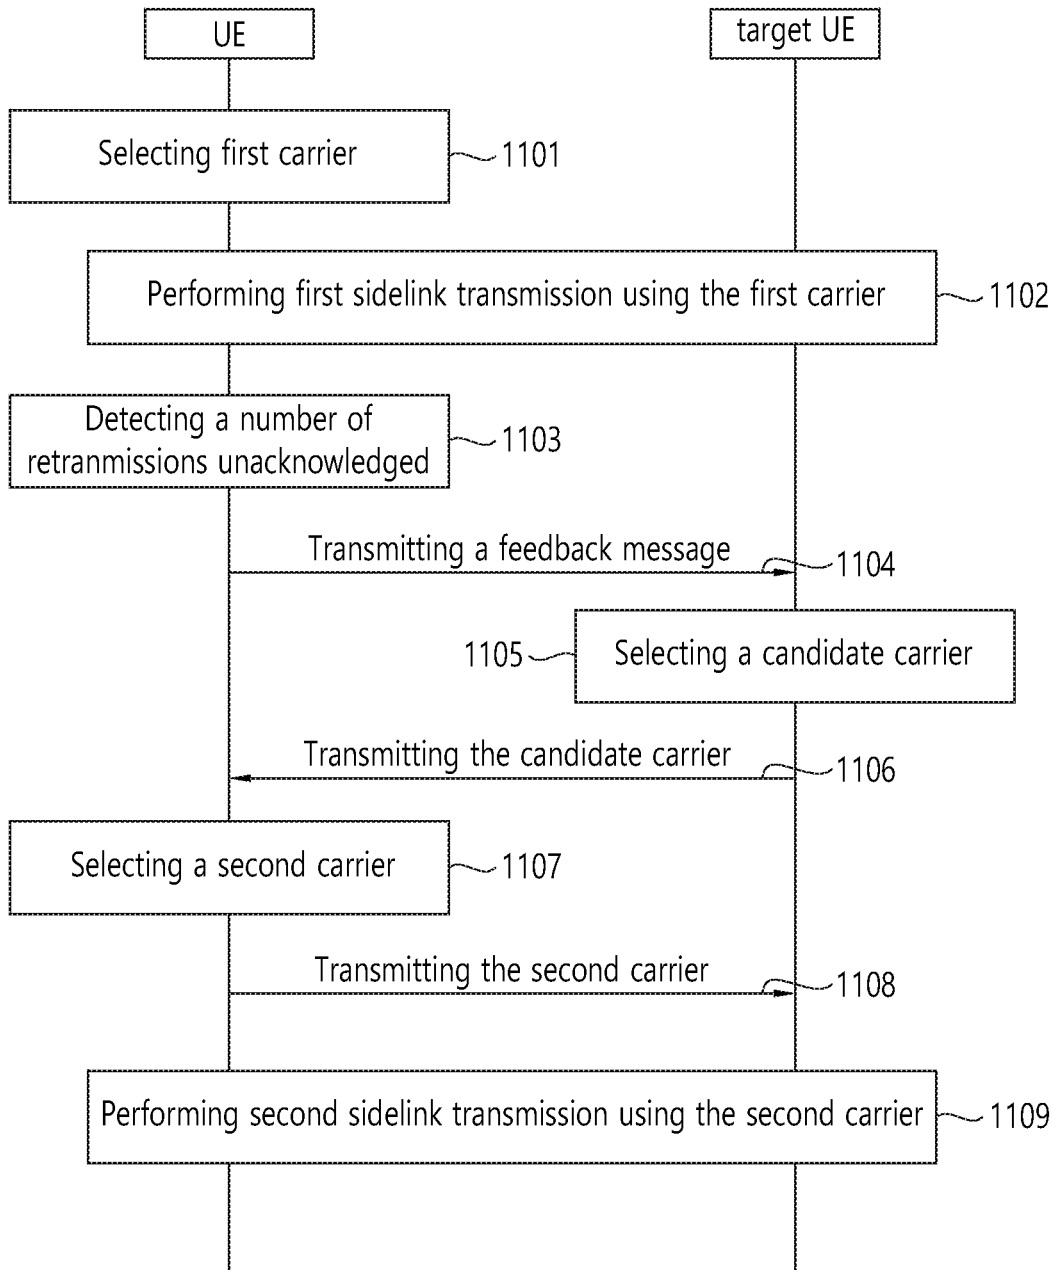 UE
target UE
Selecting first carrier
1101
Performing first sidelink transmission using the first carrier
1102
Detecting a number of
retranmissions unacknowledged
1103
Transmitting a feedback message
1104
1105
Selecting a candidate carrier
Transmitting the candidate carrier
1106
Selecting a second carrier
1107
Transmitting the second carrier
1108
Performing second sidelink transmission using the second carrier
1109